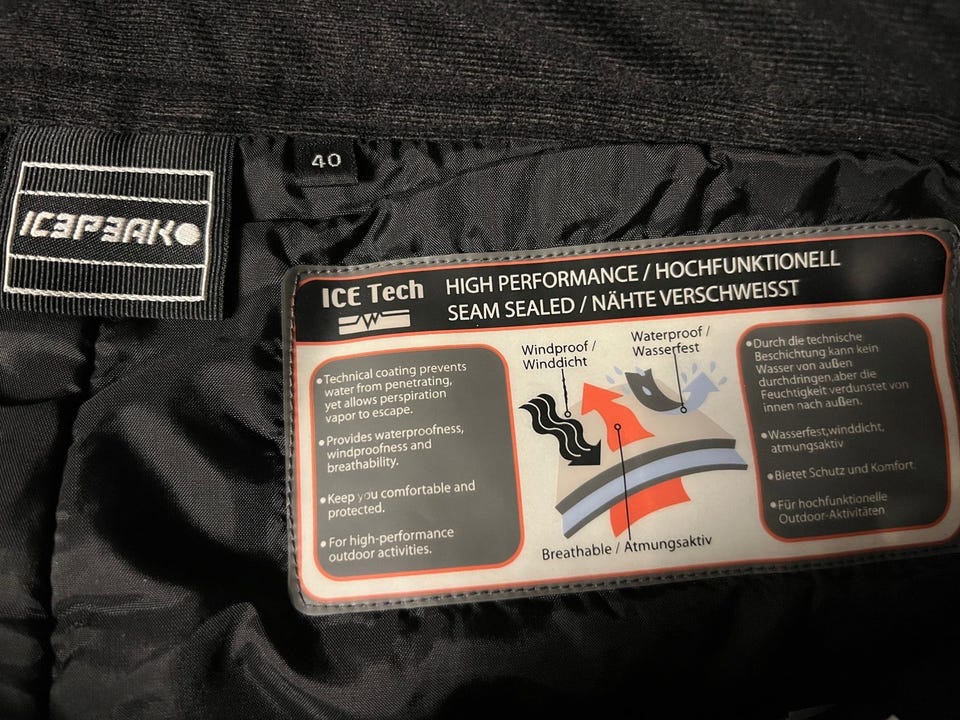 ICEPEAK
40
ICE Tech
HIGH PERFORMANCE / HOCHFUNKTIONELL
SEAM SEALED / NÄHTE VERSCHWEISST
•Technical coating prevents
water from penetrating,
yet allows perspiration
vapor to escape.
•Provides waterproofness,
windproofness and
breathability.
•Keep you comfortable and
protected.
•For high-performance
outdoor activities.
Windproof /
Winddicht
Waterproof /
Wasserfest
Breathable / Atmungsaktiv
•Durch die technische
Beschichtung kann kein
Wasser von außen
durchdringen,aber die
Feuchtigkeit verdunstet von
innen nach außen.
•Wasserfest,winddicht,
atmungsaktiv
•Bietet Schutz und Komfort.
•Für hochfunktionelle
Outdoor-Aktivitäten